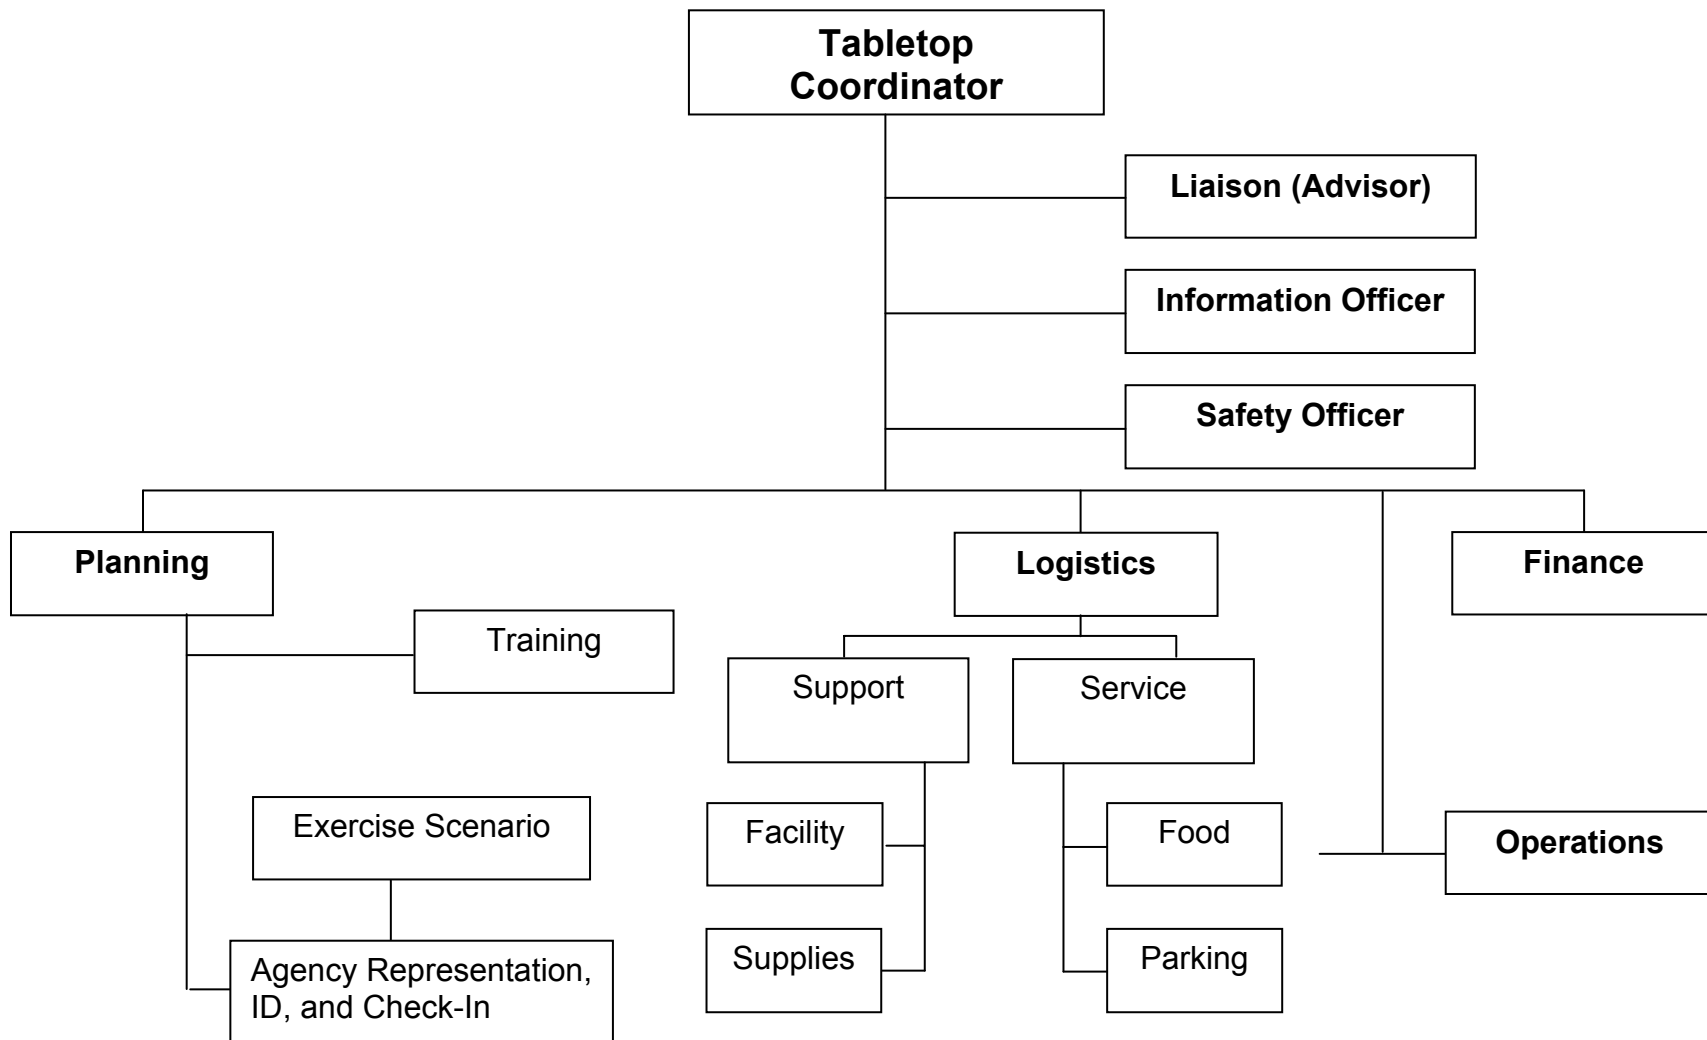 Tabletop
Coordinator
Liaison (Advisor)
Information Officer
Safety Officer
Planning
Logistics
Finance
Training
Support
Service
Exercise Scenario
Facility
Food
Operations
Supplies
Parking
Agency Representation,
ID, and Check-In